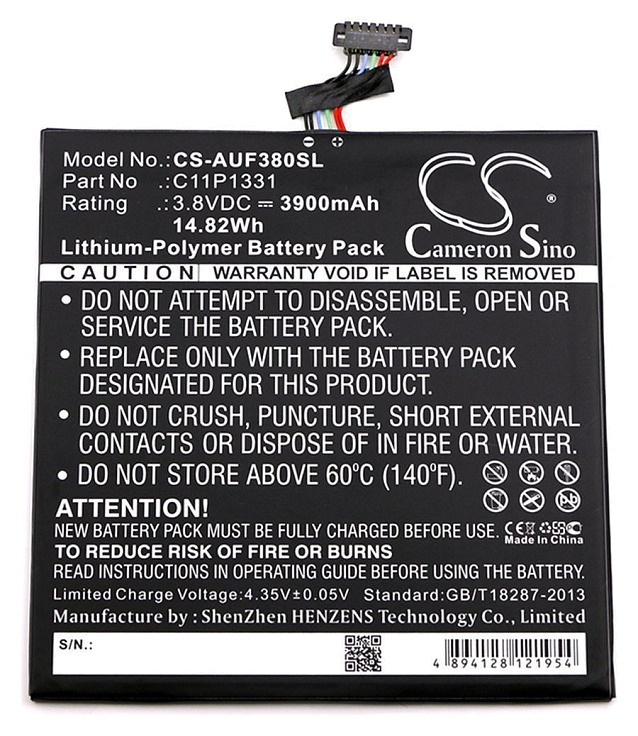 Model No.: CS-AUF380SL
Part No .: C11P1331
Rating .: 3.8VDC ⎓ 3900mAh
14.82Wh
Lithium-Polymer Battery Pack
CS ®
Cameron Sino
CAUTION WARRANTY VOID IF LABEL IS REMOVED
• DO NOT ATTEMPT TO DISASSEMBLE, OPEN OR
SERVICE THE BATTERY PACK.
• REPLACE ONLY WITH THE BATTERY PACK
DESIGNATED FOR THIS PRODUCT.
• DO NOT CRUSH, PUNCTURE, SHORT EXTERNAL
CONTACTS OR DISPOSE OF IN FIRE OR WATER.
• DO NOT STORE ABOVE 60°C (140°F).
Pb
ATTENTION!
NEW BATTERY PACK MUST BE FULLY CHARGED BEFORE USE. CE
Made In China
TO REDUCE RISK OF FIRE OR BURNS
READ INSTRUCTIONS IN OPERATING GUIDE BEFORE USING THE BATTERY.
Limited Charge Voltage: 4.35V±0.05V Standard:GB/T18287-2013
Manufacture by : ShenZhen HENZENS Technology Co., Limited
S/N.:
4 894128 121954